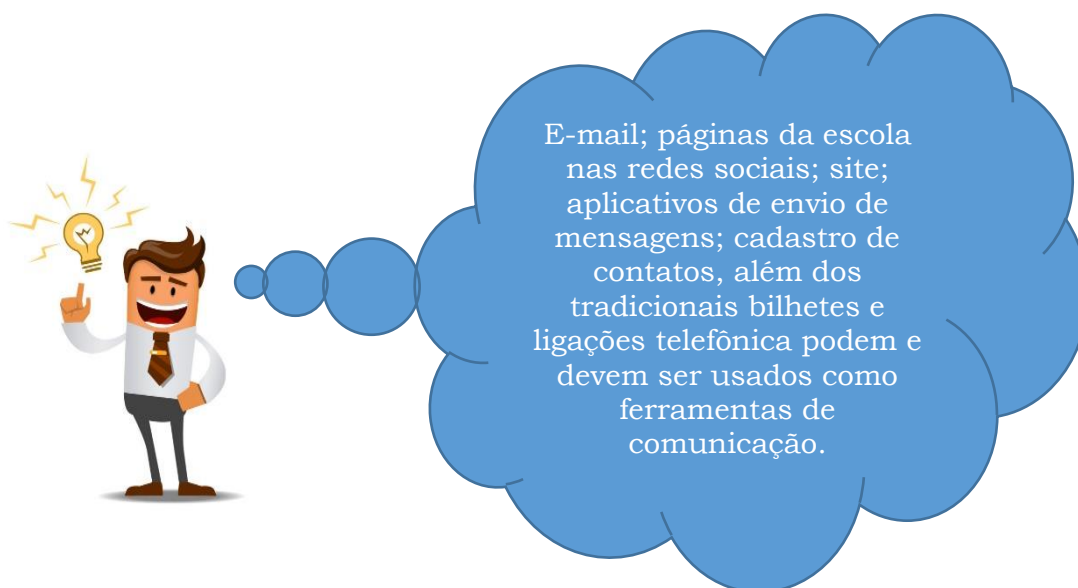 E-mail; páginas da escola
nas redes sociais; site;
aplicativos de envio de
mensagens; cadastro de
contatos, além dos
tradicionais bilhetes e
ligações telefônica podem e
devem ser usados como
ferramentas de
comunicação.